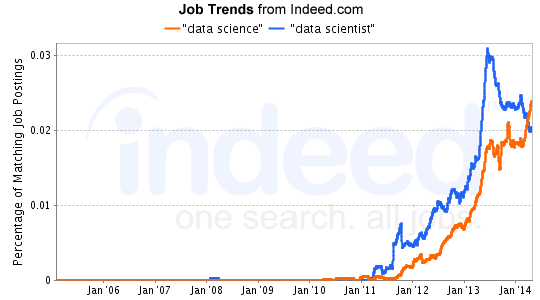 Job Trends from Indeed.com
"data science" "data scientist"
Percentage of Matching Job Postings
0.03
0.02
0.01
0
indeed
one search. all jobs.
Jan '06 Jan '07 Jan '08 Jan '09 Jan '10 Jan '11 Jan '12 Jan '13 Jan '14